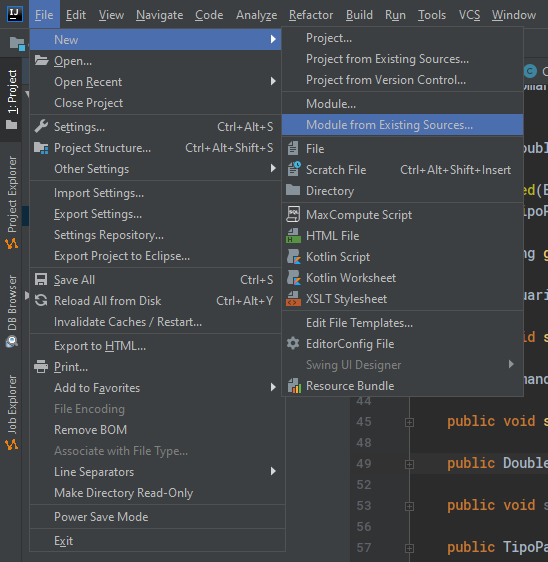 File Edit View Navigate Code Analyze Refactor Build Run Tools VCS Window
New
Open...
Open Recent
Close Project
Settings... Ctrl+Alt+S
Project Structure... Ctrl+Alt+Shift+S
Other Settings
Import Settings...
Export Settings...
Settings Repository...
Export Project to Eclipse...
Save All Ctrl+S
Reload All from Disk Ctrl+Alt+Y
Invalidate Caches / Restart...
Export to HTML...
Print...
Add to Favorites
File Encoding
Remove BOM
Associate with File Type...
Line Separators
Make Directory Read-Only
Power Save Mode
Exit
Project...
Project from Existing Sources...
Project from Version Control...
Module...
Module from Existing Sources...
File
Scratch File Ctrl+Alt+Shift+Insert
Directory
MaxCompute Script
HTML File
Kotlin Script
Kotlin Worksheet
XSLT Stylesheet
Edit File Templates...
EditorConfig File
Swing UI Designer
Resource Bundle
1: Project
Project Explorer
DB Browser
Job Explorer
44
45 public void s
48
49 public Double
52
53 public void s
56
57 public TipoPa